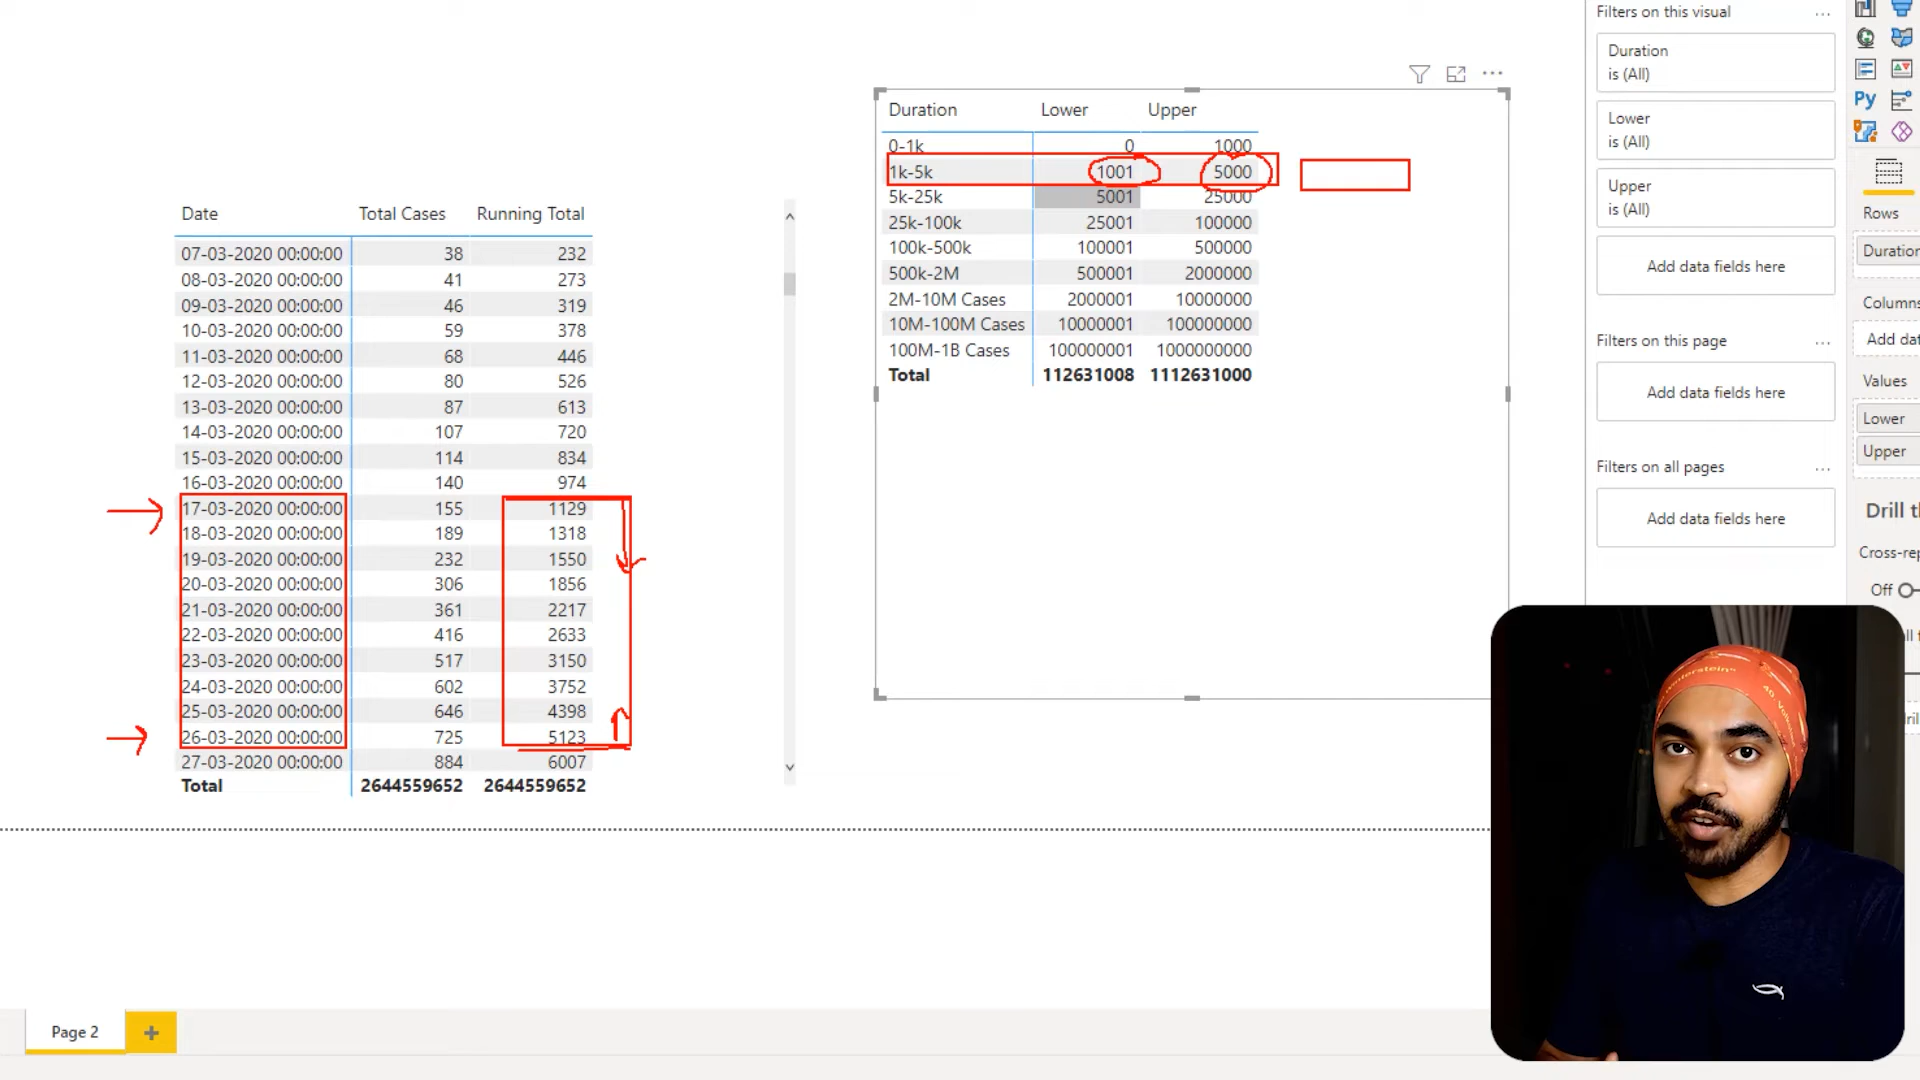 Filters on this visual ...
Duration
is (All)
Lower
is (All)
Upper
is (All)
Add data fields here
Filters on this page ...
Add data fields here
Filters on all pages ...
Add data fields here
Py
Rows
Duration
Columns
Add dat
Values
Lower
Upper
Drill th
Cross-rep
Off
Duration Lower Upper
0-1k 0 1000
1k-5k 1001 5000
5k-25k 5001 25000
25k-100k 25001 100000
100k-500k 100001 500000
500k-2M 500001 2000000
2M-10M Cases 2000001 10000000
10M-100M Cases 10000001 100000000
100M-1B Cases 100000001 1000000000
Total 112631008 1112631000
Date Total Cases Running Total
07-03-2020 00:00:00 38 232
08-03-2020 00:00:00 41 273
09-03-2020 00:00:00 46 319
10-03-2020 00:00:00 59 378
11-03-2020 00:00:00 68 446
12-03-2020 00:00:00 80 526
13-03-2020 00:00:00 87 613
14-03-2020 00:00:00 107 720
15-03-2020 00:00:00 114 834
16-03-2020 00:00:00 140 974
17-03-2020 00:00:00 155 1129
18-03-2020 00:00:00 189 1318
19-03-2020 00:00:00 232 1550
20-03-2020 00:00:00 306 1856
21-03-2020 00:00:00 361 2217
22-03-2020 00:00:00 416 2633
23-03-2020 00:00:00 517 3150
24-03-2020 00:00:00 602 3752
25-03-2020 00:00:00 646 4398
26-03-2020 00:00:00 725 5123
27-03-2020 00:00:00 884 6007
Total 2644559652 2644559652
Page 2